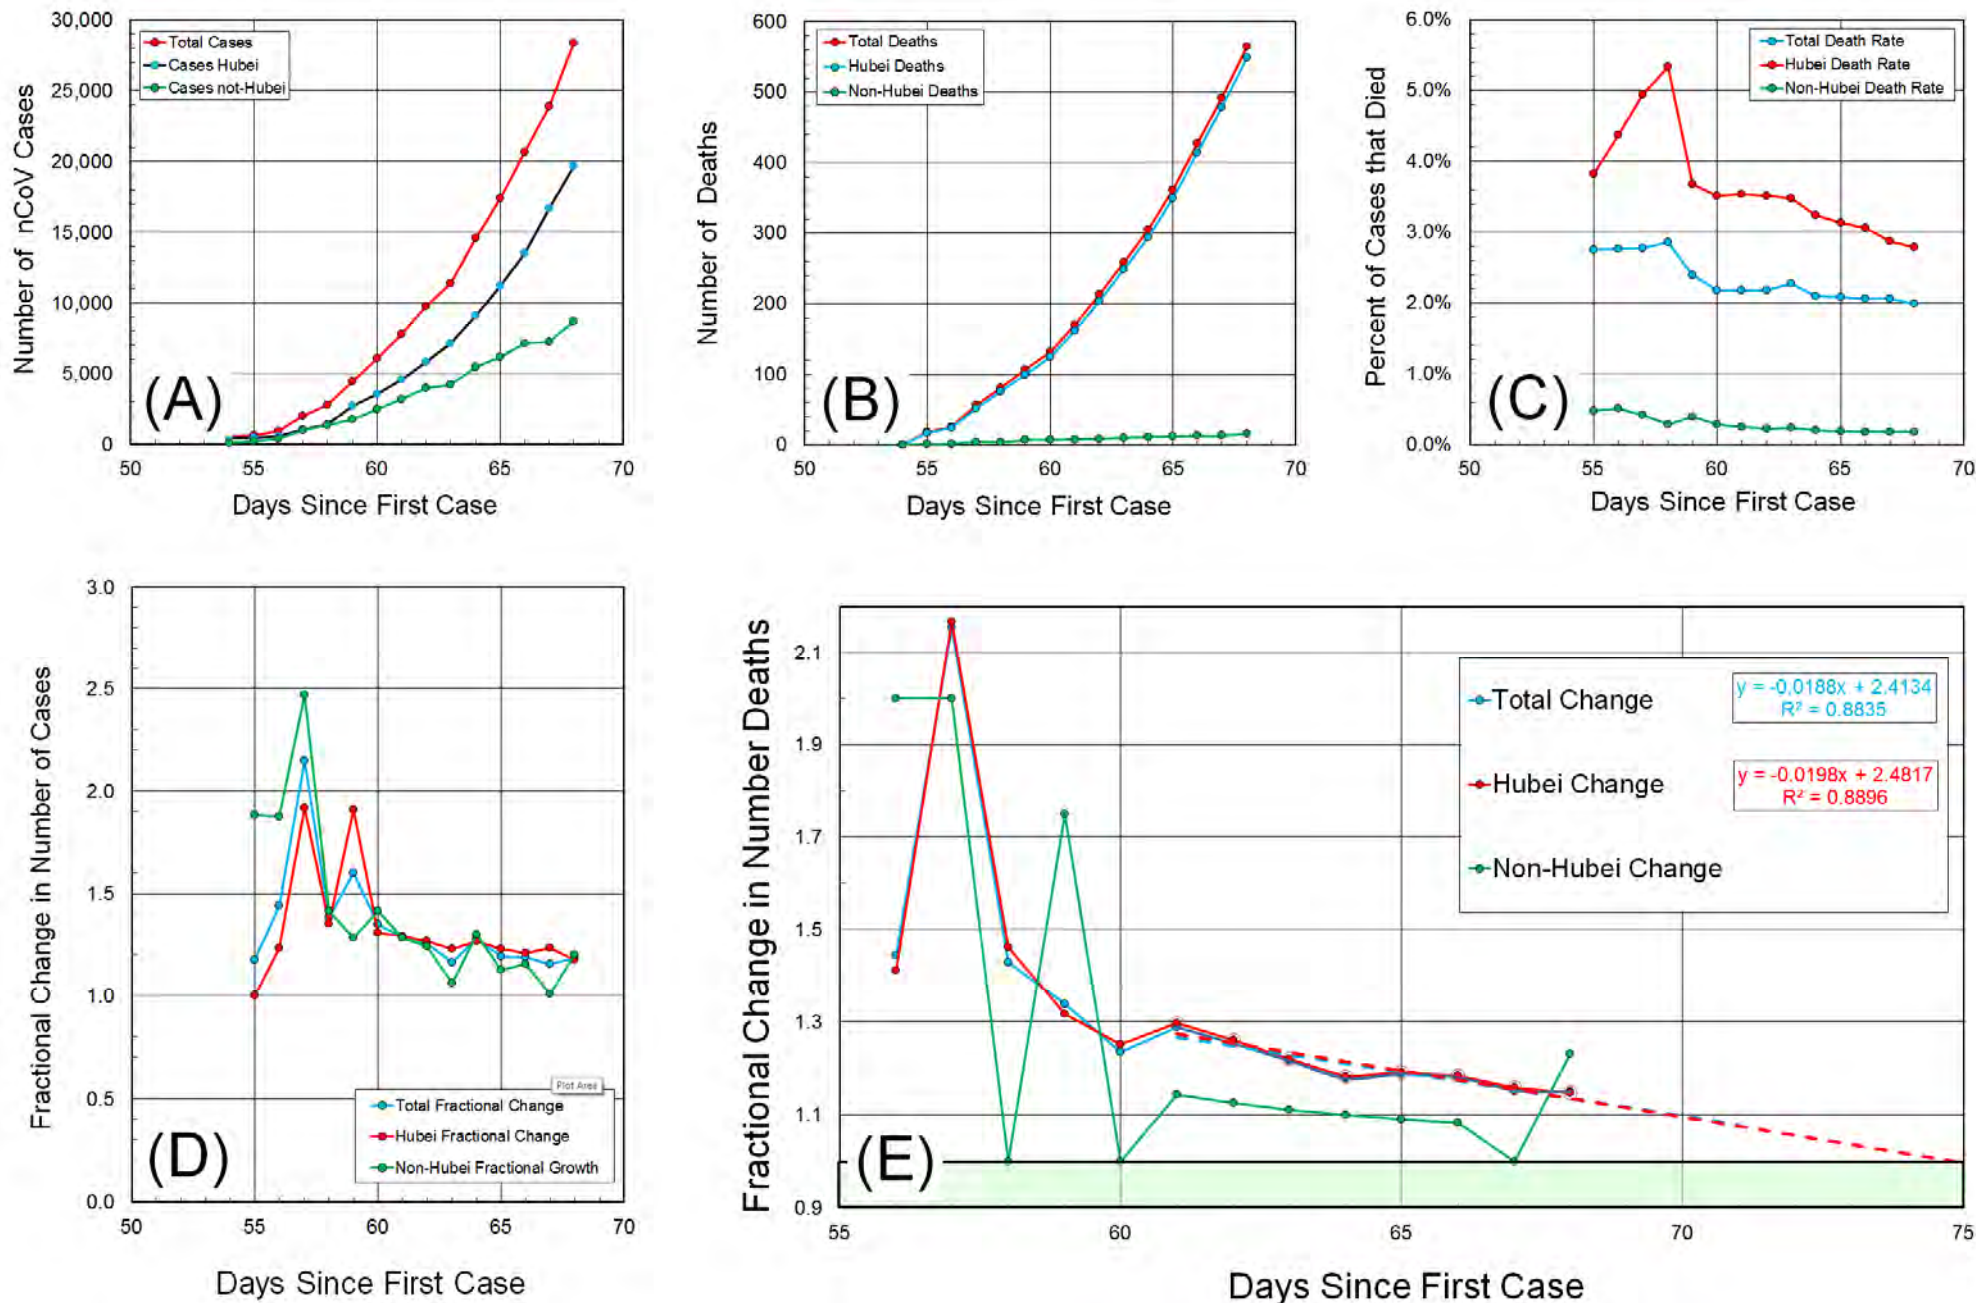 30,000
25,000
20,000
15,000
10,000
5,000
0
50 55 60 65 70
Number of nCoV Cases
Days Since First Case
Total Cases
Cases Hubei
Cases not-Hubei
(A)
600
500
400
300
200
100
0
50 55 60 65 70
Number of Deaths
Days Since First Case
Total Deaths
Hubei Deaths
Non-Hubei Deaths
(B)
6.0%
5.0%
4.0%
3.0%
2.0%
1.0%
0.0%
50 55 60 65 70
Percent of Cases that Died
Days Since First Case
Total Death Rate
Hubei Death Rate
Non-Hubei Death Rate
(C)
3.0
2.5
2.0
1.5
1.0
0.5
0.0
50 55 60 65 70
Fractional Change in Number of Cases
Days Since First Case
Plot Area
Total Fractional Change
Hubei Fractional Change
Non-Hubei Fractional Growth
(D)
2.1
1.9
1.7
1.5
1.3
1.1
0.9
55 60 65 70 75
Fractional Change in Number Deaths
Days Since First Case
Total Change
y = -0.0188x + 2.4134
R² = 0.8835
Hubei Change
y = -0.0198x + 2.4817
R² = 0.8896
Non-Hubei Change
(E)